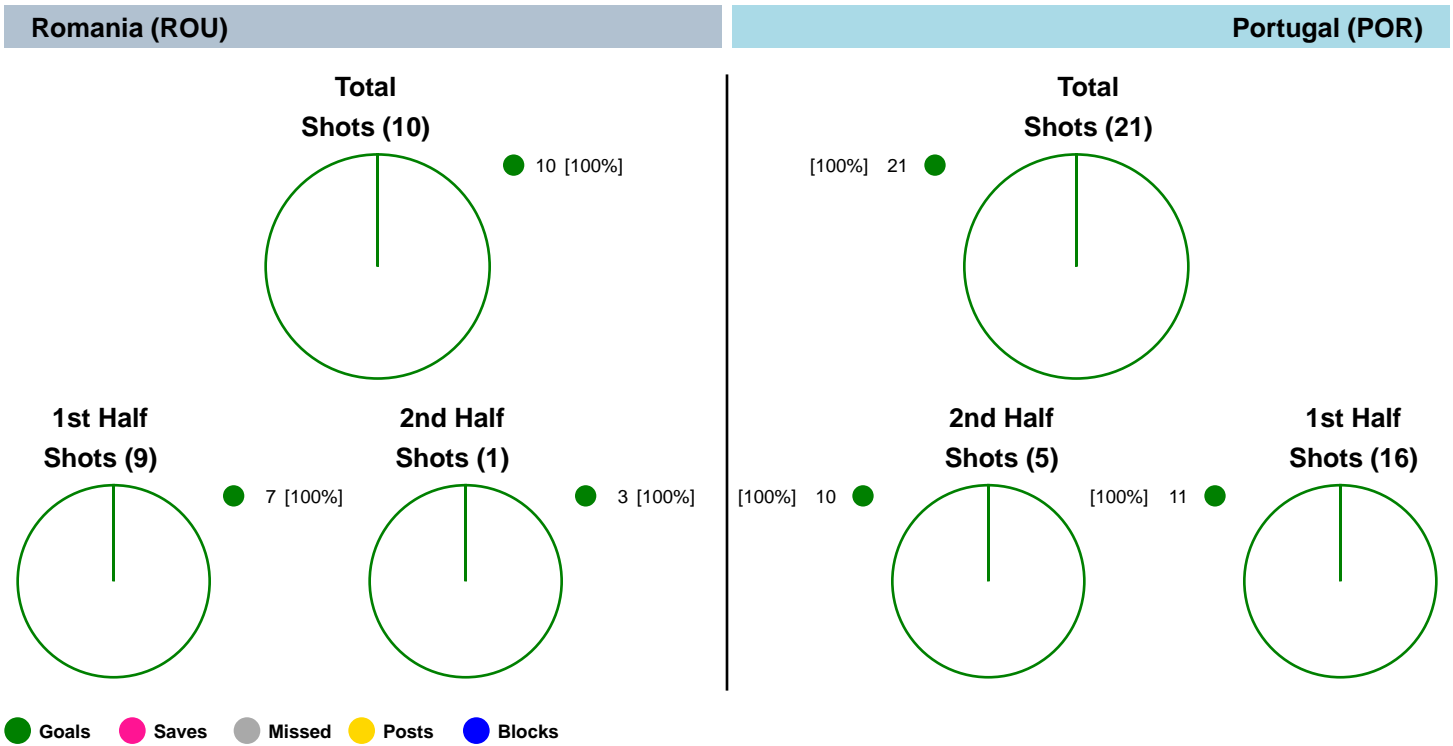 Romania (ROU)
Portugal (POR)
Total
Shots (10)
10 [100%]
Total
Shots (21)
[100%] 21
1st Half
Shots (9)
7 [100%]
2nd Half
Shots (1)
3 [100%]
2nd Half
Shots (5)
[100%] 10
1st Half
Shots (16)
[100%] 11
Goals Saves Missed Posts Blocks